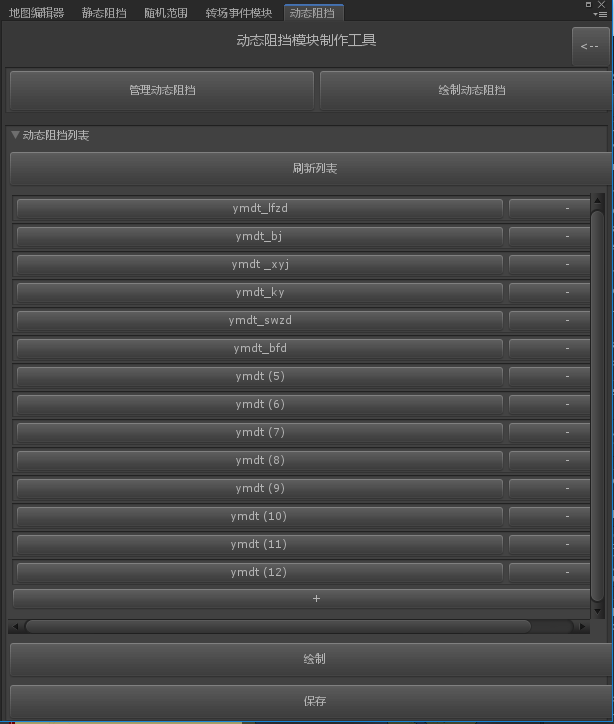 地图编辑器 静态阻挡 随机范围 转场事件模块 动态阻挡
动态阻挡模块制作工具
<--
管理动态阻挡 绘制动态阻挡
动态阻挡列表
刷新列表
ymdt_lfzd -
ymdt_bj -
ymdt _xyj -
ymdt_ky -
ymdt_swzd -
ymdt_bfd -
ymdt (5) -
ymdt (6) -
ymdt (7) -
ymdt (8) -
ymdt (9) -
ymdt (10) -
ymdt (11) -
ymdt (12) -
+
绘制
保存